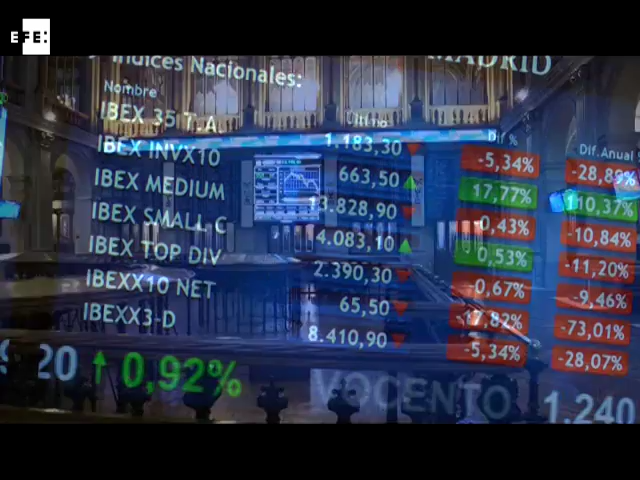 EFE:
Índices Nacionales:
MADRID
Nombre Último Dif % Dif. Anual
IBEX 35 T.A. 1.183,30 -5,34% -28,89%
IBEX INVX10 663,50 17,77% 110,37%
IBEX MEDIUM 13.828,90 -0,43% -10,84%
IBEX SMALL C 4.083,10 0,53% -11,20%
IBEX TOP DIV 2.390,30 -0,67% -9,46%
IBEXX10 NET 65,50 -17,82% -73,01%
IBEXX3-D 8.410,90 -5,34% -28,07%
20 0,92% VOCENTO 1,240